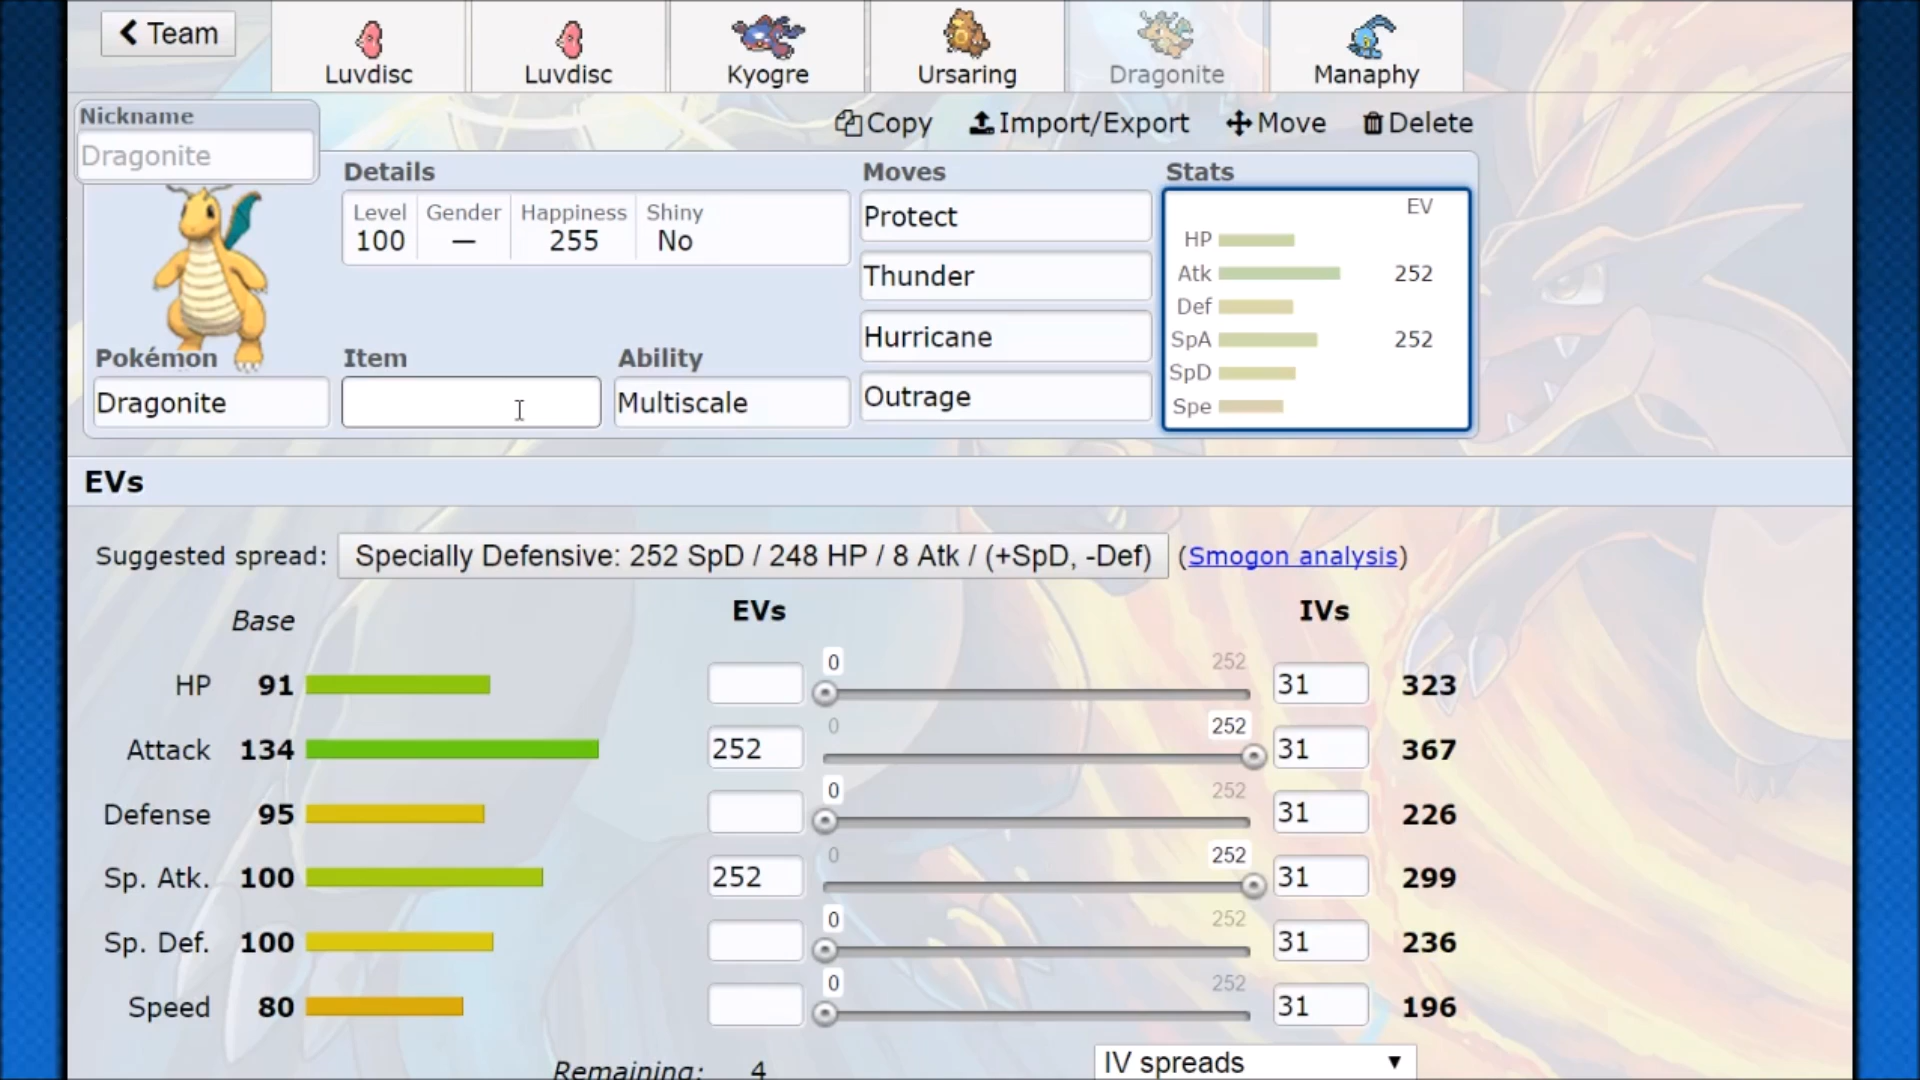 Team
Luvdisc
Luvdisc
Kyogre
Ursaring
Dragonite
Manaphy
Nickname
Dragonite
Copy
Import/Export
Move
Delete
Details
Moves
Stats
Level Gender Happiness Shiny
100 — 255 No
Protect
Thunder
Hurricane
Outrage
EV
HP
Atk 252
Def
SpA 252
SpD
Spe
Pokémon
Item
Ability
Dragonite
Multiscale
EVs
Suggested spread: Specially Defensive: 252 SpD / 248 HP / 8 Atk / (+SpD, -Def) (Smogon analysis)
Base EVs IVs
0 252
HP 91 31 323
0 252
Attack 134 252 31 367
0 252
Defense 95 31 226
0 252
Sp. Atk. 100 252 31 299
0 252
Sp. Def. 100 31 236
0 252
Speed 80 31 196
Remaining: 4
IV spreads